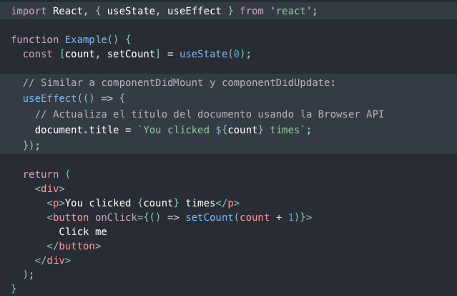 import React, { useState, useEffect } from 'react';
function Example() {
  const [count, setCount] = useState(0);
  // Similar a componentDidMount y componentDidUpdate:
  useEffect(() => {
    // Actualiza el título del documento usando la Browser API
    document.title = `You clicked ${count} times`;
  });
  return (
    <div>
      <p>You clicked {count} times</p>
      <button onClick={() => setCount(count + 1)}>
        Click me
      </button>
    </div>
  );
}